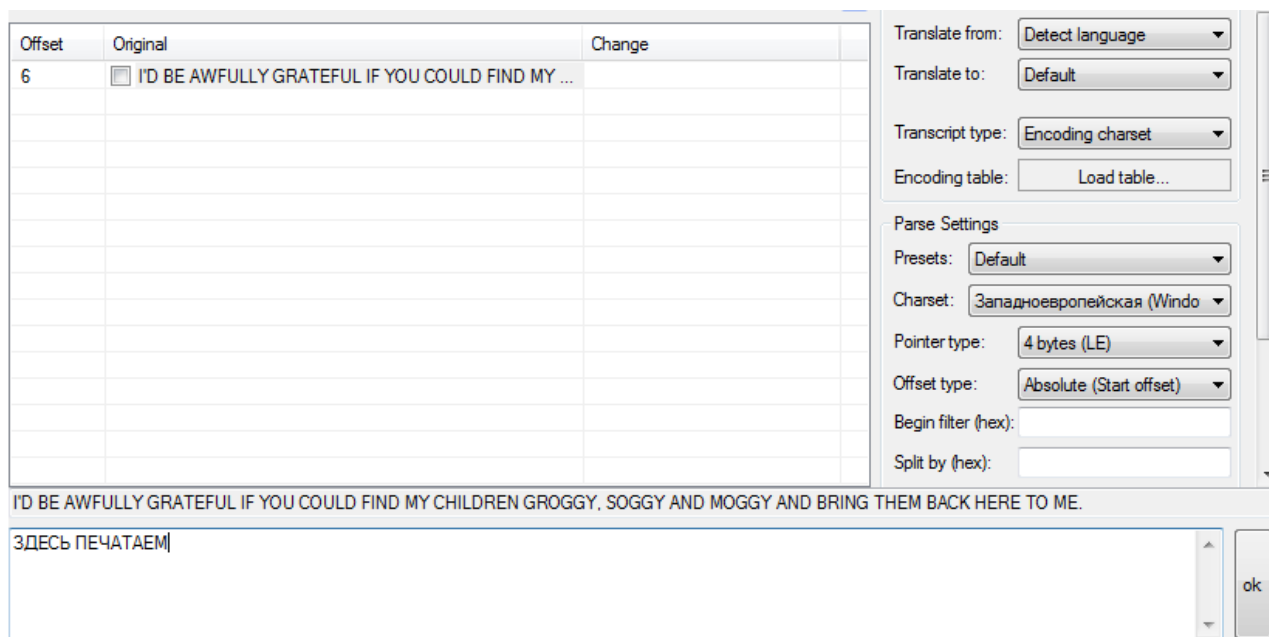 Offset Original Change
6 I'D BE AWFULLY GRATEFUL IF YOU COULD FIND MY ...
Translate from: Detect language
Translate to: Default
Transcript type: Encoding charset
Encoding table: Load table...
Parse Settings
Presets: Default
Charset: Западноевропейская (Windo
Pointer type: 4 bytes (LE)
Offset type: Absolute (Start offset)
Begin filter (hex):
Split by (hex):
I'D BE AWFULLY GRATEFUL IF YOU COULD FIND MY CHILDREN GROGGY, SOGGY AND MOGGY AND BRING THEM BACK HERE TO ME.
ЗДЕСЬ ПЕЧАТАЕМ
ok